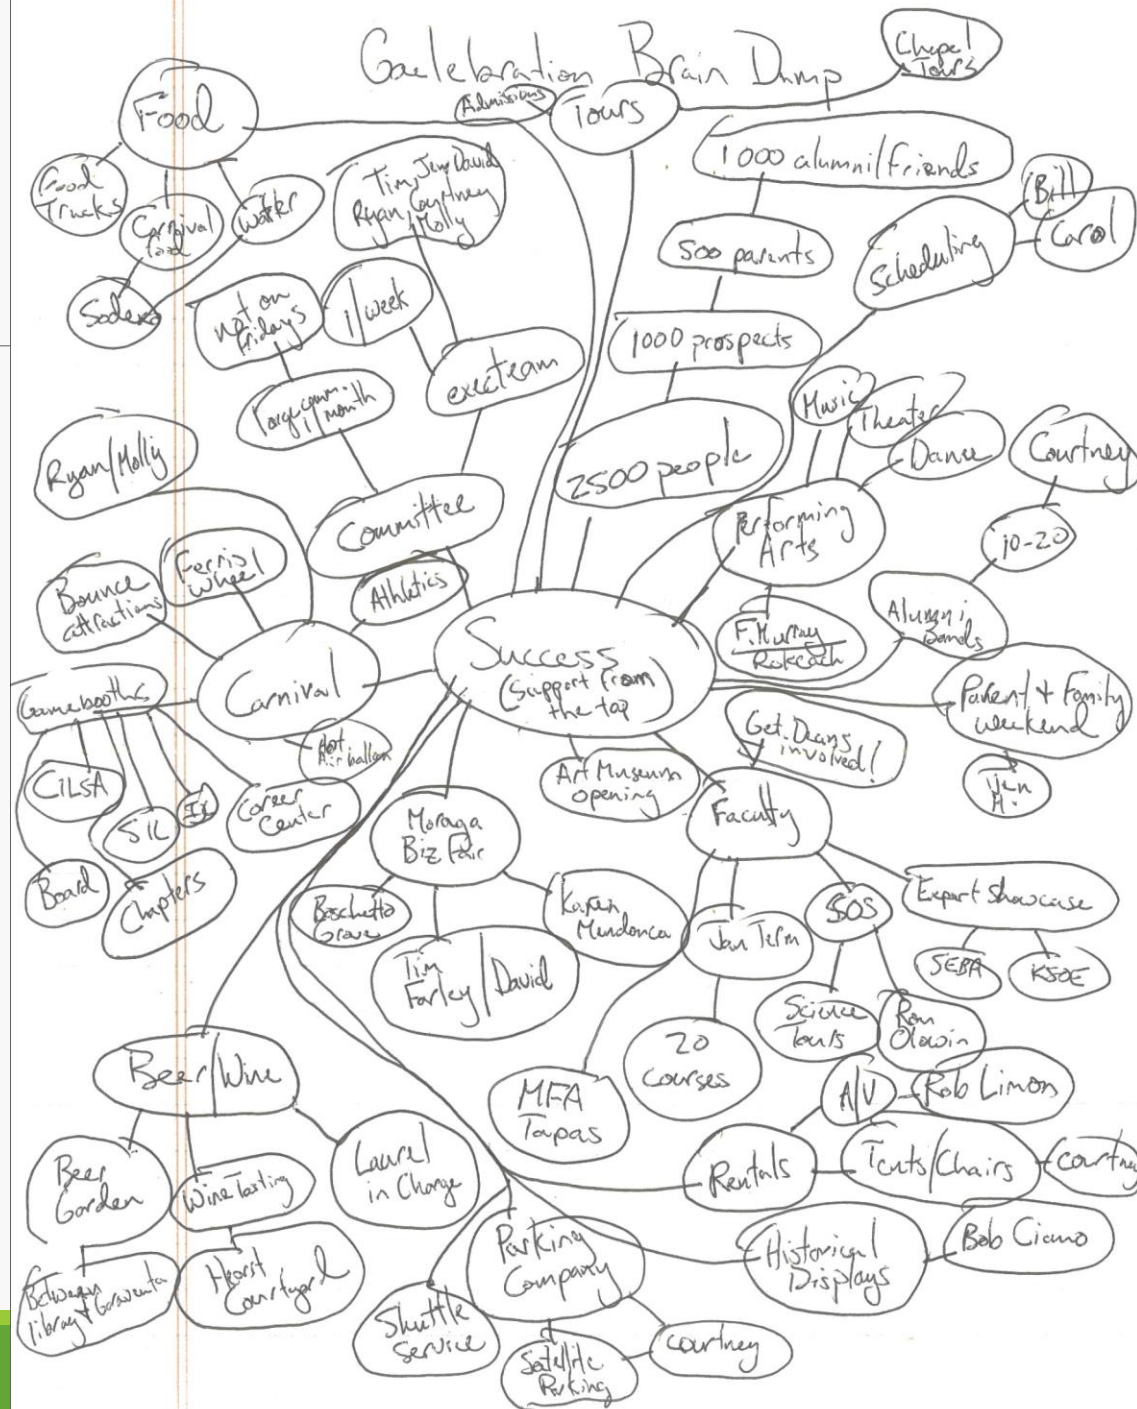 Gaelebration Brain Dump
Chapel
Tours
Admissions
Tours
Food
Food
Trucks
Carnival
food
Water
Sodexo
Tim Jen David
Ryan Courtney
Molly
1000 alumni/friends
Bill
Carol
Scheduling
500 parents
not on
Fridays
1/week
1000 prospects
exec team
1/month
Music
Theater
Dance
Ryan/Molly
2500 people
Courtney
Committee
Performing
Arts
10-20
Ferris
wheel
Bounce
attractions
Athletics
Alumni
Bands
F. Murray
Success
(Support from
the top)
Carnival
Game booths
Parent & Family
weekend
Jen
M.
Get Deans
involved!
Hot
Air ballon
Art Museum
opening
CILSA
SIL
Career
Center
Board
Chapters
Moraga
Biz Fair
Faculty
Boschetto
Grove
Karen
Mendonca
Tim
Farley/David
Jan Term
SOS
Expert Showcase
SEBA
KSOE
Science
Tours
Ron
Olowin
20
courses
MFA
Tapas
Beer/Wine
A/V
Rob Limon
Beer
Garden
Wine Tasting
Laurel
in Charge
Rentals
Tents/Chairs
Courtney
Between
library &
Hearst
Courtyard
Parking
Company
Historical
Displays
Bob Ciamo
Shuttle
Service
Satellite
Parking
Courtney